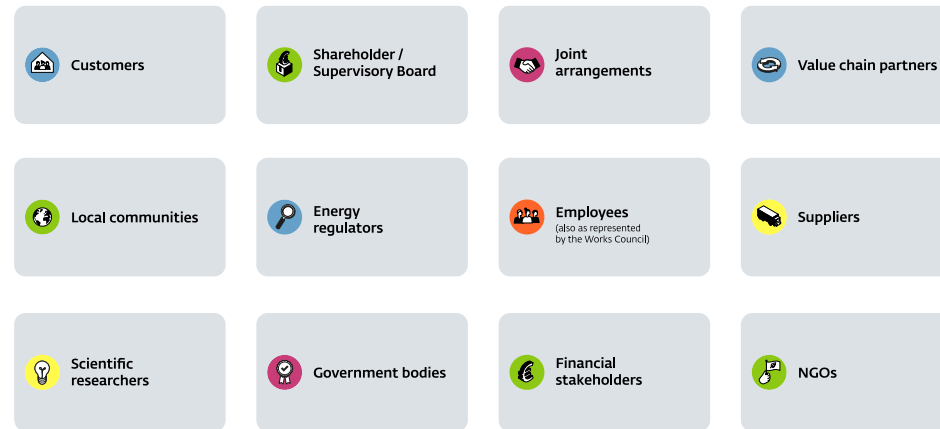 Customers
Shareholder /
Supervisory Board
Joint
arrangements
Value chain partners
Local communities
Energy
regulators
Employees
(also as represented
by the Works Council)
Suppliers
Scientific
researchers
Government bodies
Financial
stakeholders
NGOs